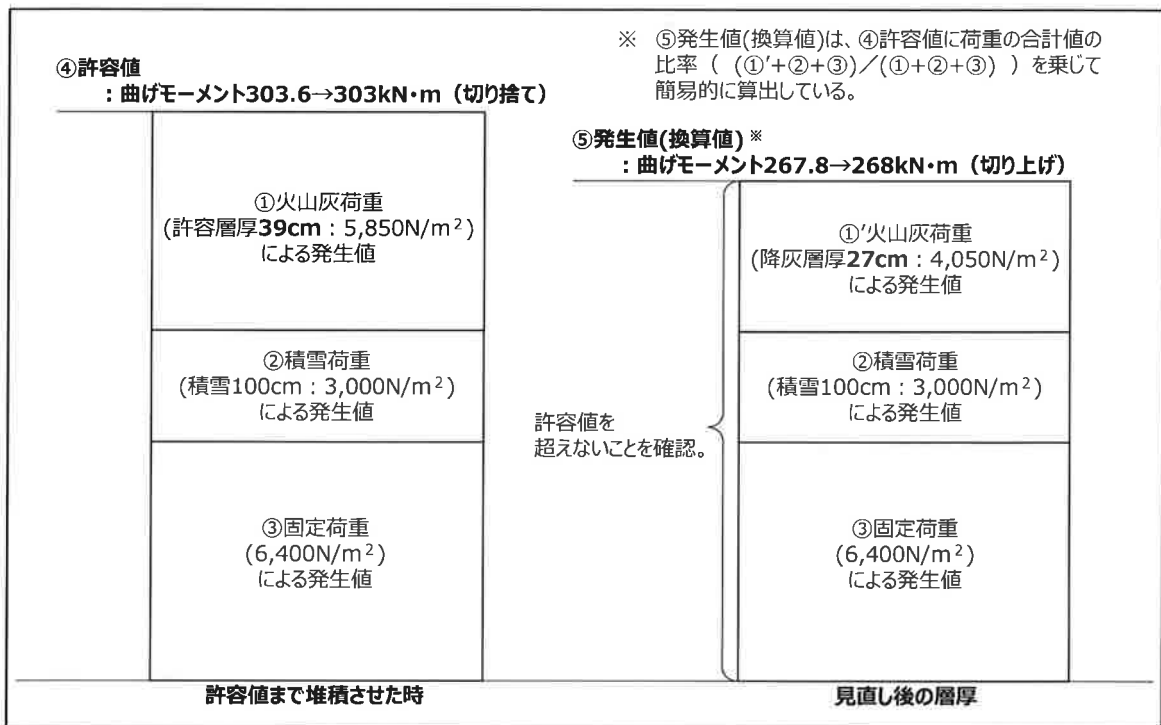 ※ ⑤発生値(換算値)は、④許容値に荷重の合計値の
比率（ (①'+②+③)／(①+②+③) ）を乗じて
簡易的に算出している。
④許容値
：曲げモーメント303.6→303kN・m（切り捨て）
⑤発生値(換算値)※
：曲げモーメント267.8→268kN・m（切り上げ）
①火山灰荷重
(許容層厚39cm：5,850N/m²)
による発生値
②積雪荷重
(積雪100cm：3,000N/m²)
による発生値
③固定荷重
(6,400N/m²)
による発生値
許容値まで堆積させた時
許容値を
超えないことを確認。
①'火山灰荷重
(降灰層厚27cm：4,050N/m²)
による発生値
②積雪荷重
(積雪100cm：3,000N/m²)
による発生値
③固定荷重
(6,400N/m²)
による発生値
見直し後の層厚